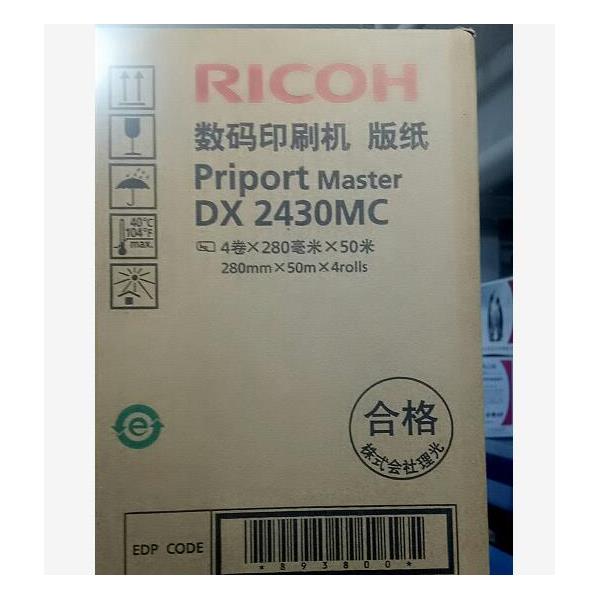 RICOH
数码印刷机 版纸
Priport Master
DX 2430MC
4卷×280毫米×50米
280mm×50m×4rolls
40°C
104°F
max.
e
合格
株式会社理光
EDP CODE
*893800*